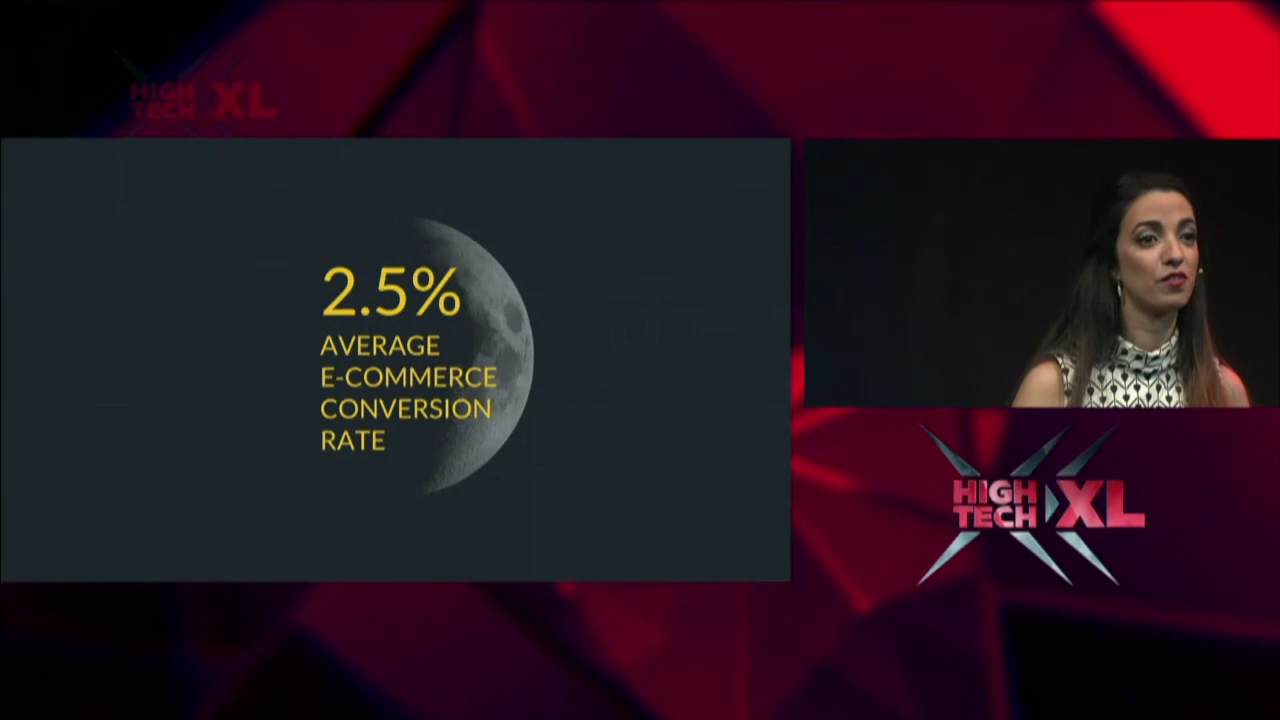 HIGH
TECH XL
2.5%
AVERAGE
E-COMMERCE
CONVERSION
RATE
HIGH
TECH XL